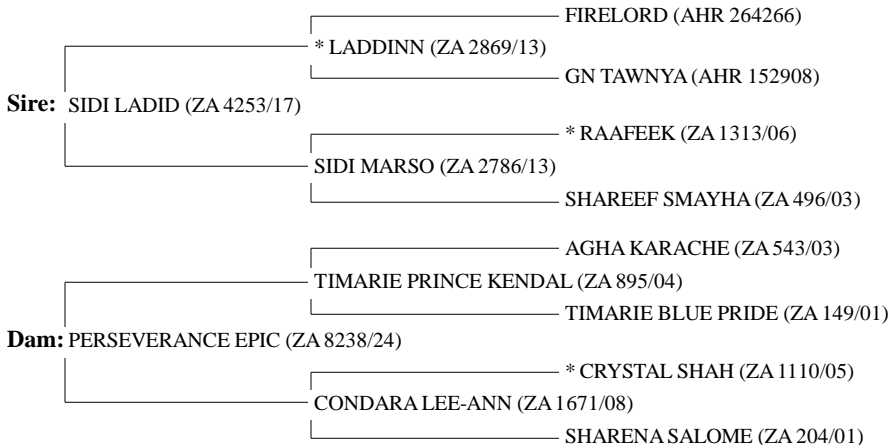 FIRELORD (AHR 264266)
* LADDINN (ZA 2869/13)
GN TAWNYA (AHR 152908)
Sire: SIDI LADID (ZA 4253/17)
* RAAFEEK (ZA 1313/06)
SIDI MARSO (ZA 2786/13)
SHAREEF SMAYHA (ZA 496/03)
AGHA KARACHE (ZA 543/03)
TIMARIE PRINCE KENDAL (ZA 895/04)
TIMARIE BLUE PRIDE (ZA 149/01)
Dam: PERSEVERANCE EPIC (ZA 8238/24)
* CRYSTAL SHAH (ZA 1110/05)
CONDARA LEE-ANN (ZA 1671/08)
SHARENA SALOME (ZA 204/01)